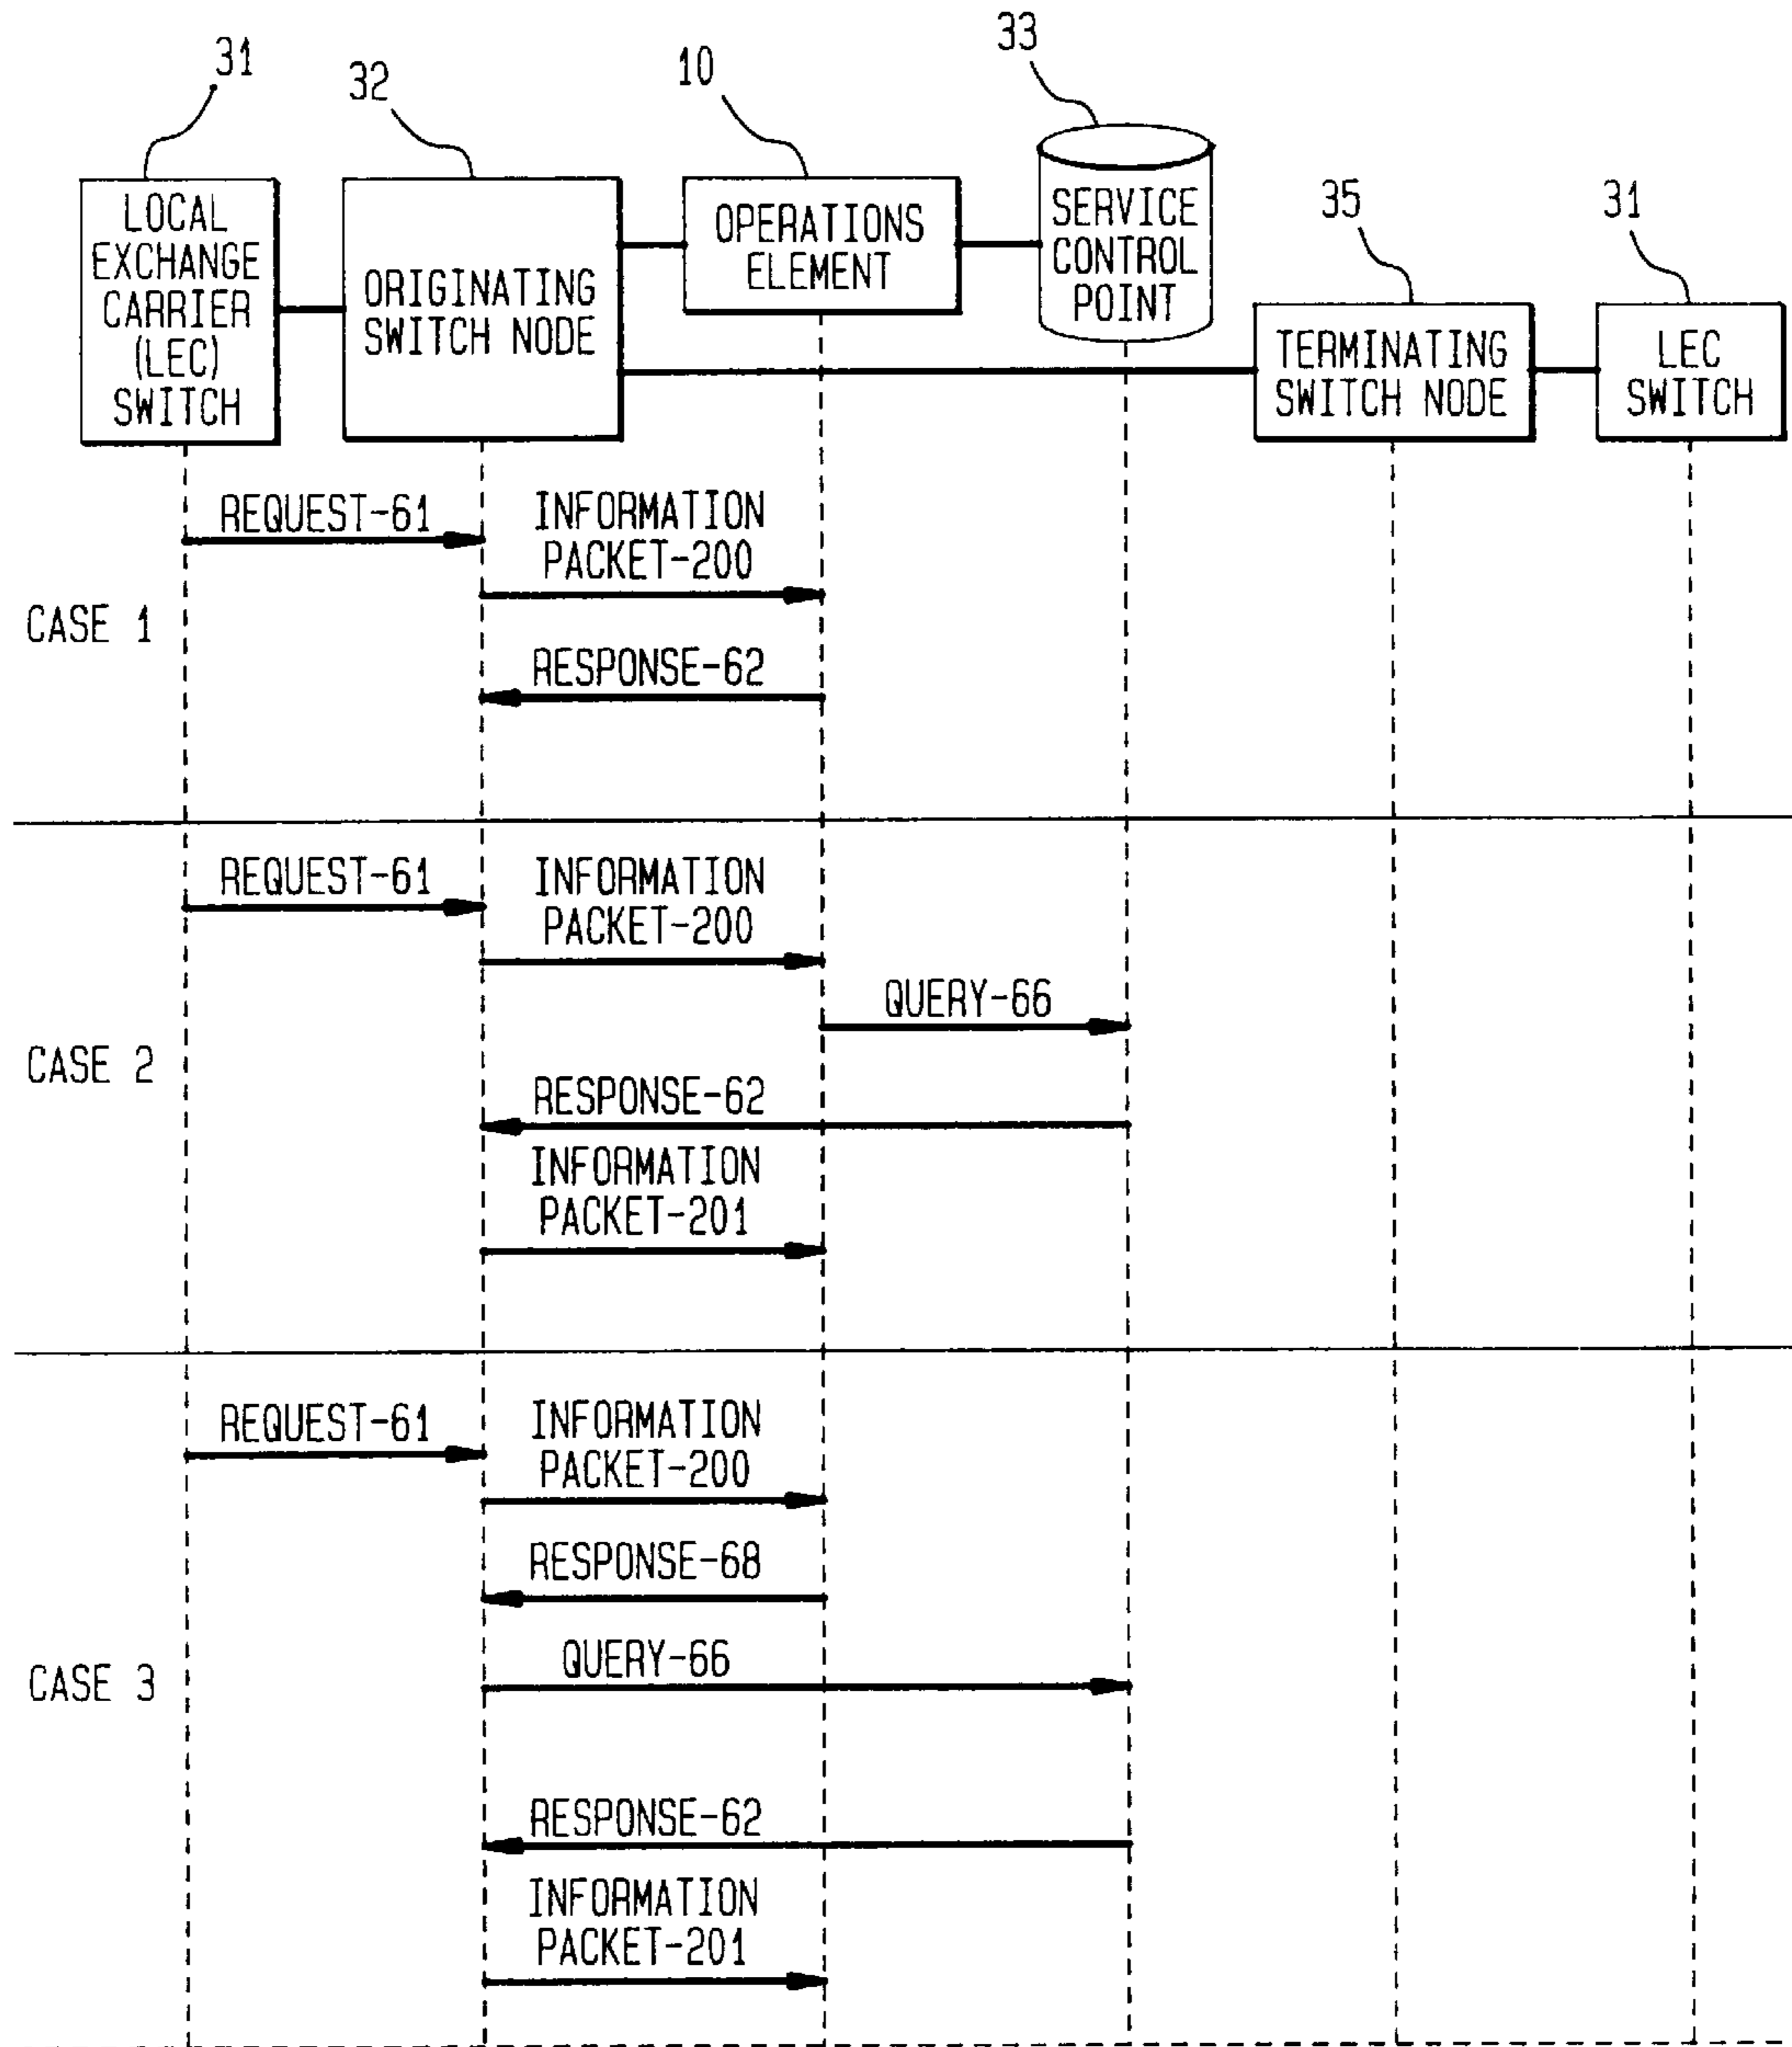 31
32
10
33
35
31
LOCAL
EXCHANGE
CARRIER
(LEC)
SWITCH
ORIGINATING
SWITCH NODE
OPERATIONS
ELEMENT
SERVICE
CONTROL
POINT
TERMINATING
SWITCH NODE
LEC
SWITCH
CASE 1
REQUEST-61
INFORMATION
PACKET-200
RESPONSE-62
CASE 2
REQUEST-61
INFORMATION
PACKET-200
QUERY-66
RESPONSE-62
INFORMATION
PACKET-201
CASE 3
REQUEST-61
INFORMATION
PACKET-200
RESPONSE-68
QUERY-66
RESPONSE-62
INFORMATION
PACKET-201